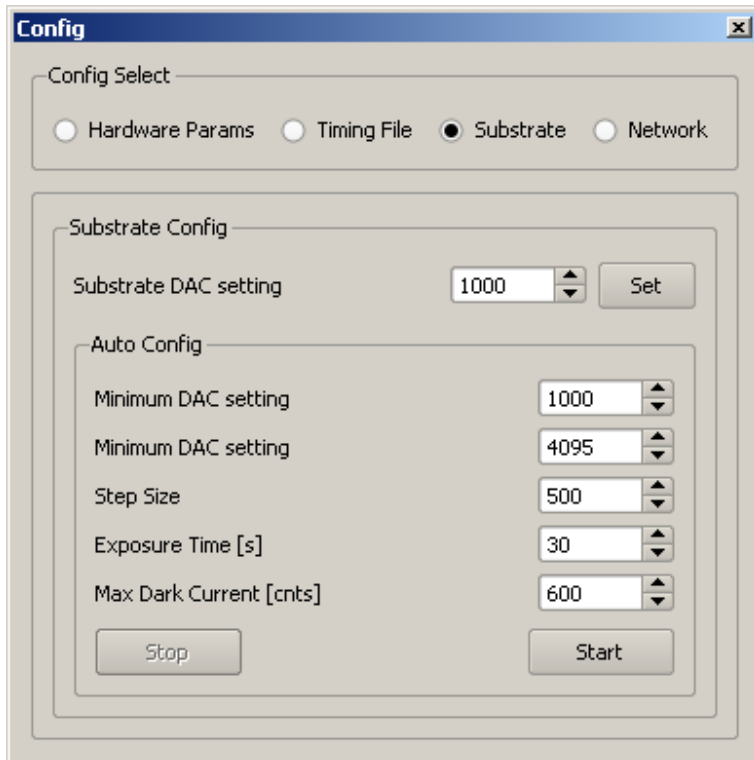 Config
Config Select
Hardware Params Timing File Substrate Network
Substrate Config
Substrate DAC setting 1000 Set
Auto Config
Minimum DAC setting 1000
Minimum DAC setting 4095
Step Size 500
Exposure Time [s] 30
Max Dark Current [cnts] 600
Stop Start